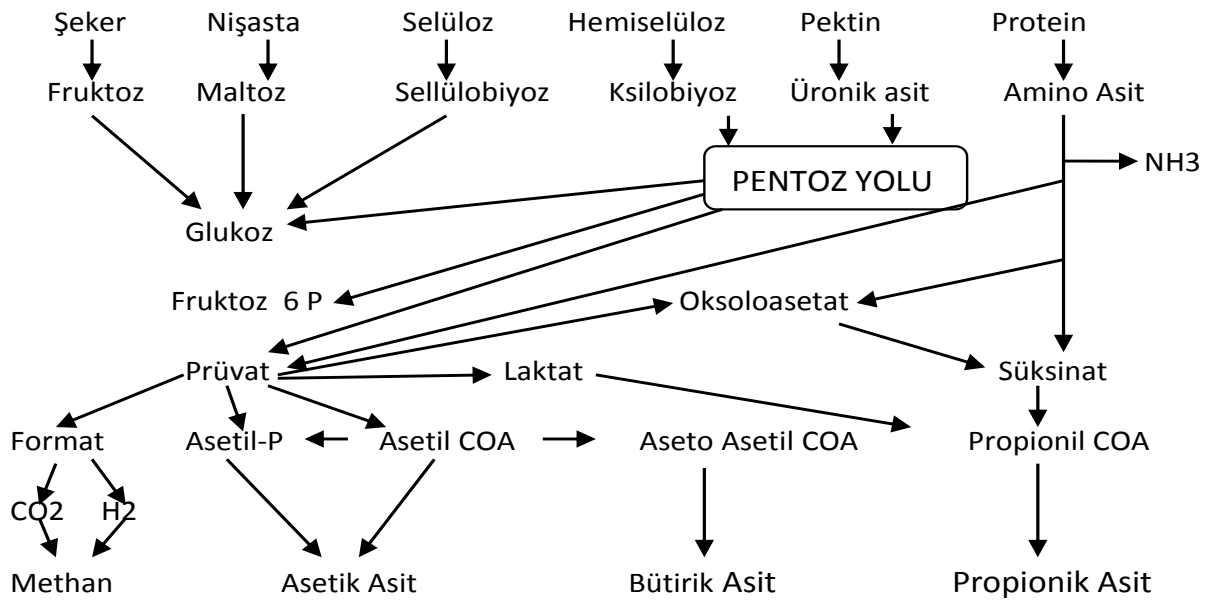 Şeker Nişasta Selüloz Hemiselüloz Pektin Protein
Fruktoz Maltoz Sellülobiyoz Ksilobiyoz Üronik asit Amino Asit
NH3
PENTOZ YOLU
Glukoz
Fruktoz 6 P Oksoloasetat
Prüvat Laktat Süksinat
Format Asetil-P Asetil COA Aseto Asetil COA Propionil COA
CO2 H2
Methan Asetik Asit Bütirik Asit Propionik Asit